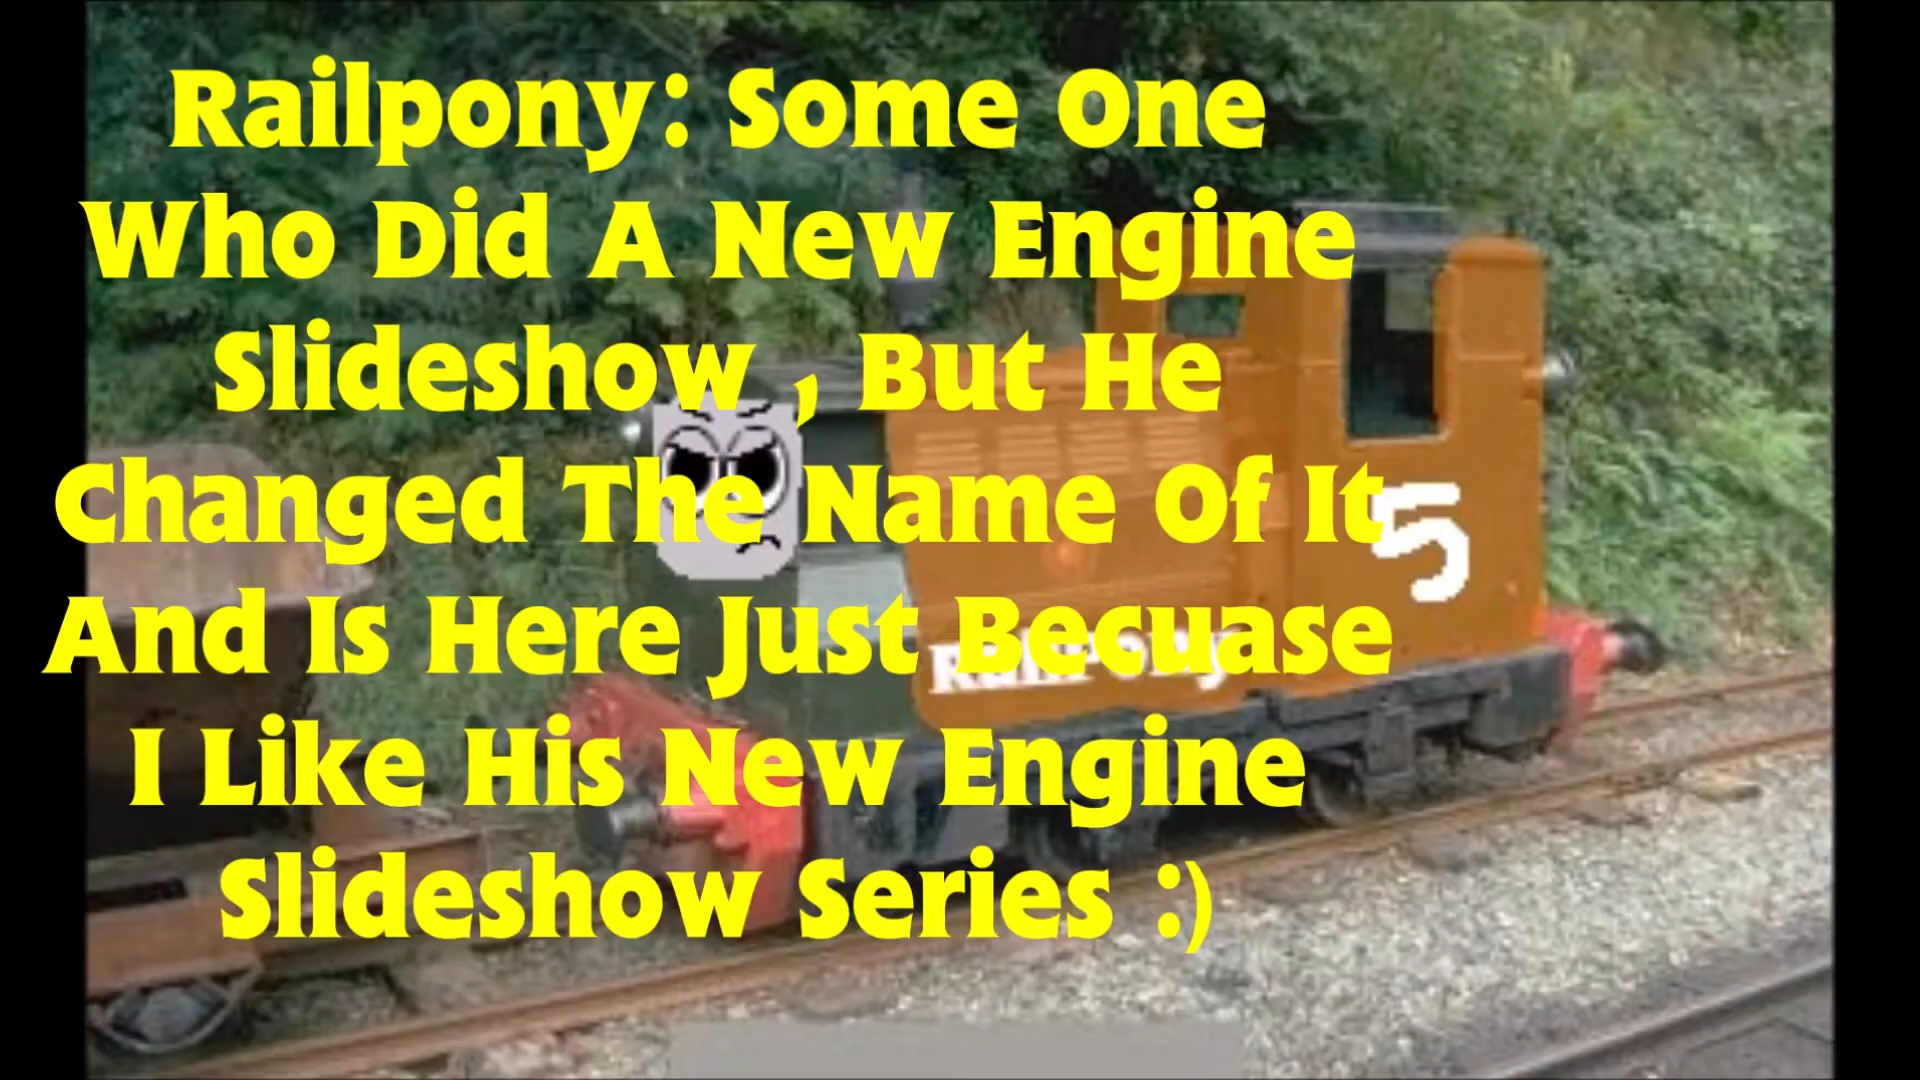 Railpony: Some One
Who Did A New Engine
Slideshow , But He
Changed The Name Of It
And Is Here Just Becuase
I Like His New Engine
Slideshow Series :)
5
RailPony